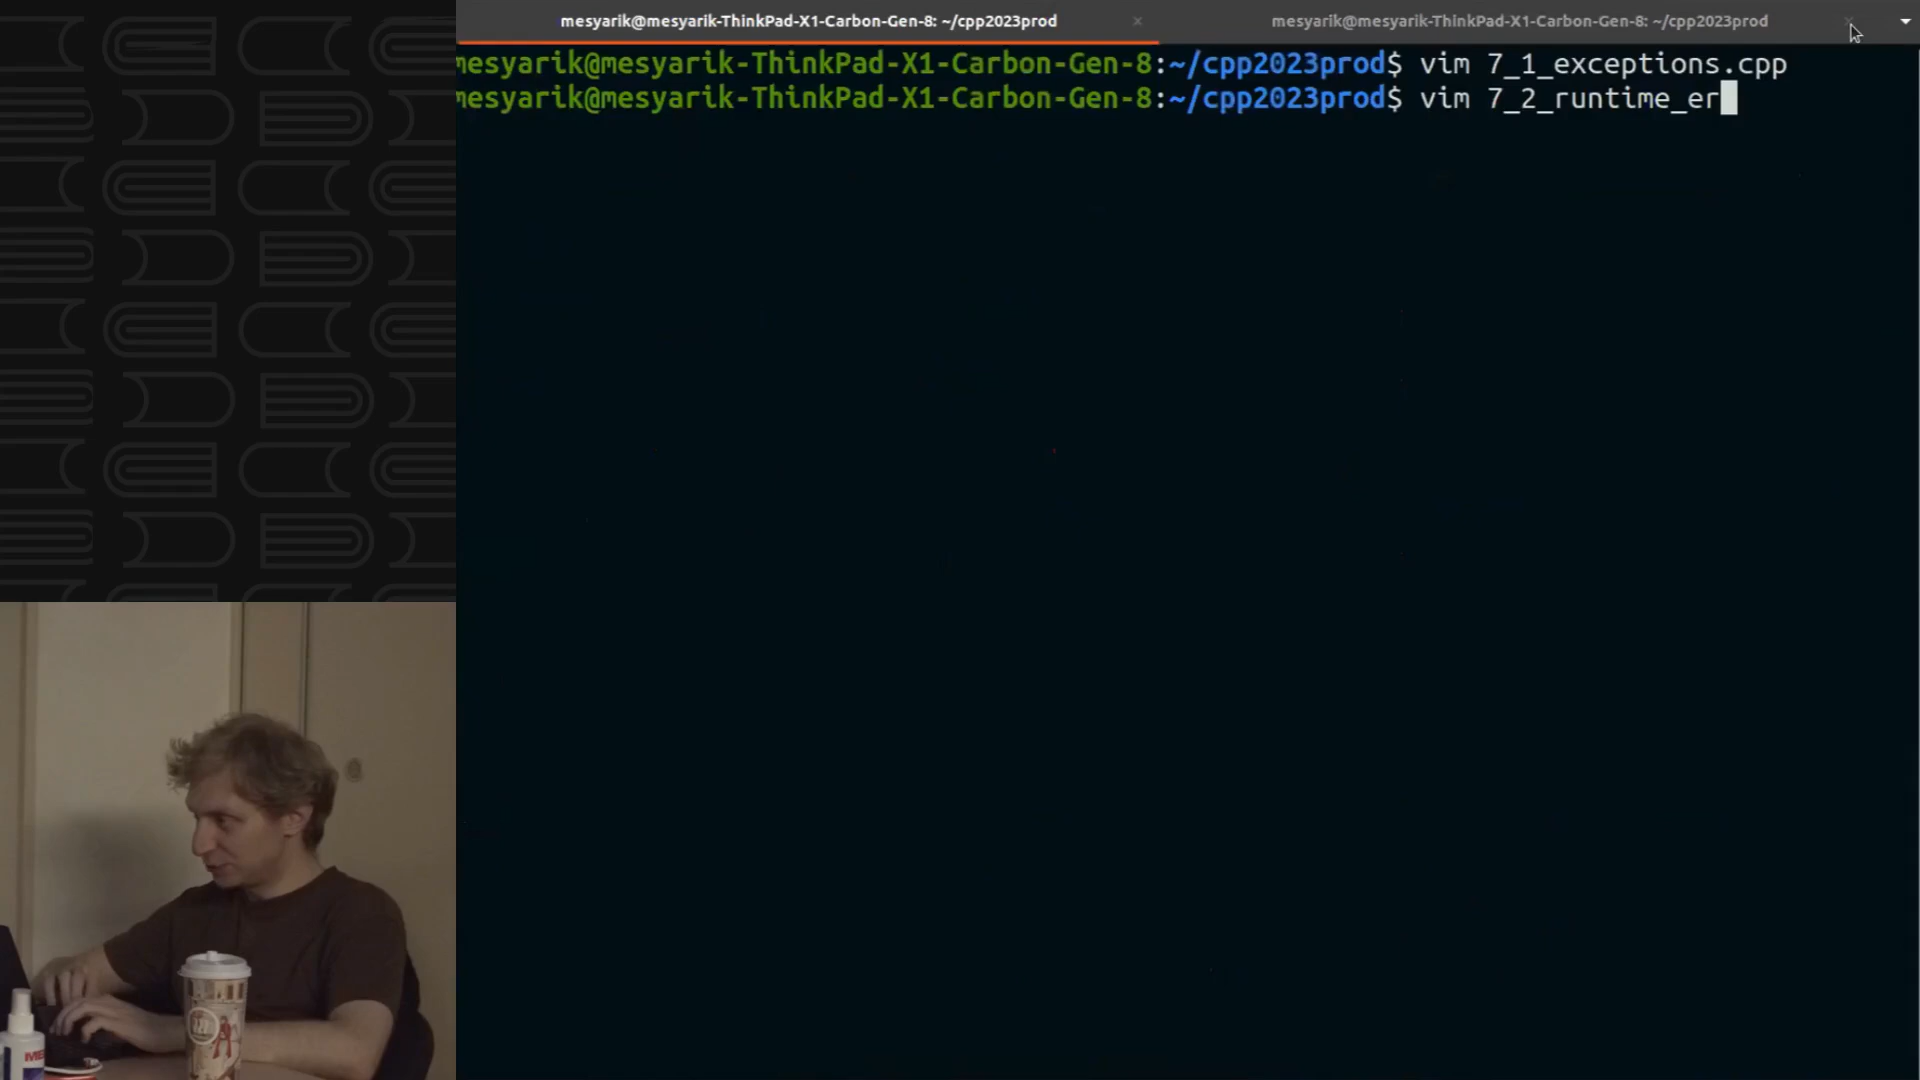 mesyarik@mesyarik-ThinkPad-X1-Carbon-Gen-8: ~/cpp2023prod
mesyarik@mesyarik-ThinkPad-X1-Carbon-Gen-8: ~/cpp2023prod
mesyarik@mesyarik-ThinkPad-X1-Carbon-Gen-8:~/cpp2023prod$ vim 7_1_exceptions.cpp
mesyarik@mesyarik-ThinkPad-X1-Carbon-Gen-8:~/cpp2023prod$ vim 7_2_runtime_er